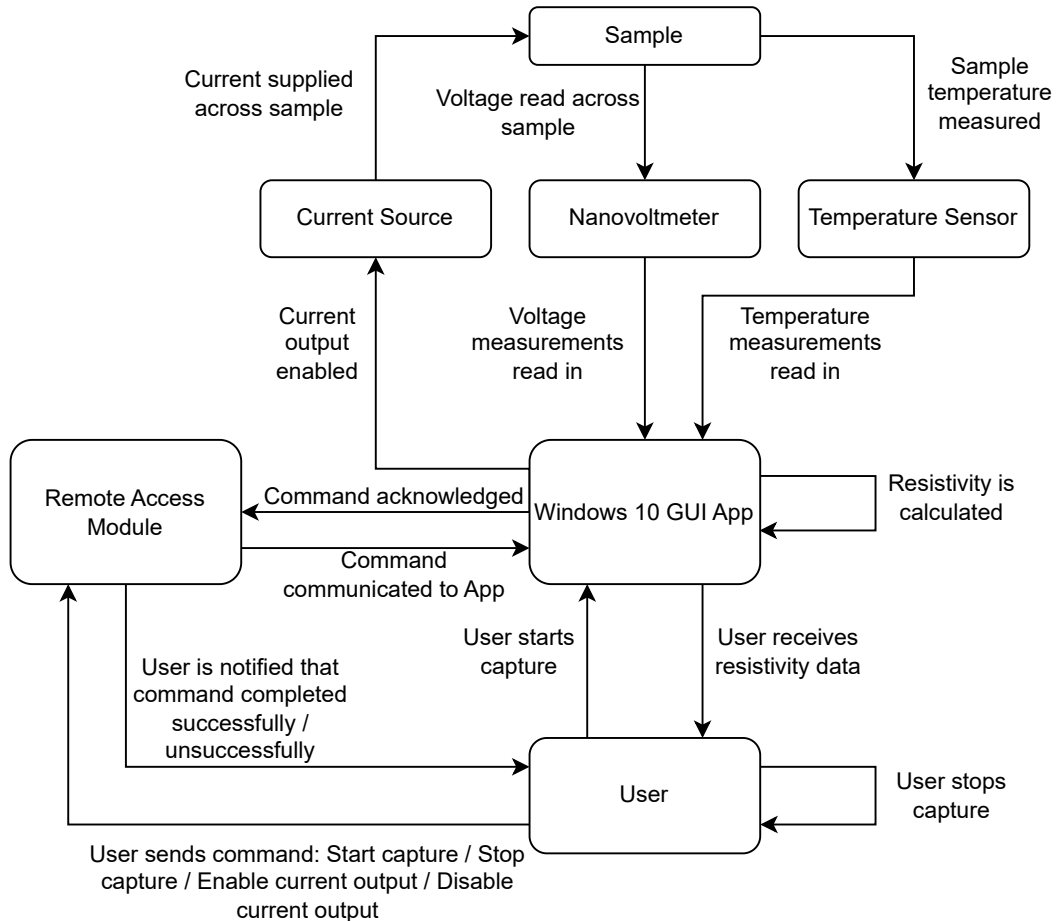 Sample
Current supplied
across sample
Voltage read across
sample
Sample
temperature
measured
Current Source
Nanovoltmeter
Temperature Sensor
Current
output
enabled
Voltage
measurements
read in
Temperature
measurements
read in
Remote Access
Module
Command acknowledged
Windows 10 GUI App
Resistivity is
calculated
Command
communicated to App
User starts
capture
User receives
resistivity data
User is notified that
command completed
successfully /
unsuccessfully
User
User stops
capture
User sends command: Start capture / Stop
capture / Enable current output / Disable
current output